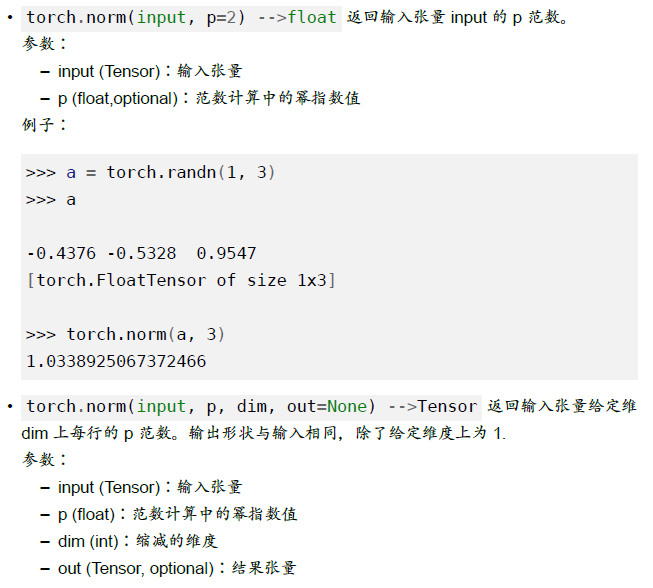 • torch.norm(input, p=2) -->float 返回输入张量 input 的 p 范数。
参数：
– input (Tensor)：输入张量
– p (float,optional)：范数计算中的幂指数值
例子：
>>> a = torch.randn(1, 3)
>>> a
-0.4376 -0.5328 0.9547
[torch.FloatTensor of size 1x3]
>>> torch.norm(a, 3)
1.0338925067372466
• torch.norm(input, p, dim, out=None) -->Tensor 返回输入张量给定维
dim 上每行的 p 范数。输出形状与输入相同，除了给定维度上为 1.
参数：
– input (Tensor)：输入张量
– p (float)：范数计算中的幂指数值
– dim (int)：缩减的维度
– out (Tensor, optional)：结果张量